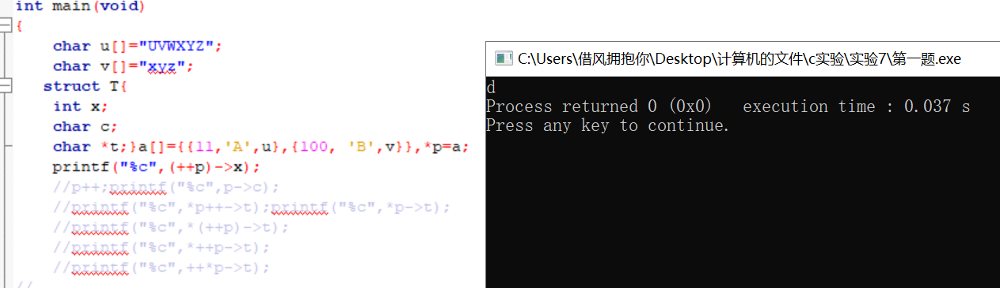 int main(void)
{
char u[]="UVWXYZ";
char v[]="xyz";
struct T{
int x;
char c;
char *t;}a[]={{11,'A',u},{100, 'B',v}},*p=a;
printf("%c",(++p)->x);
//p++;printf("%c",p->c);
//printf("%c",*p++->t);printf("%c",*p->t);
//printf("%c",*(++p)->t);
//printf("%c",*++p->t);
//printf("%c",++*p->t);
//
C:\Users\借风拥抱你\Desktop\计算机的文件\c实验\实验7\第一题.exe
d
Process returned 0 (0x0)   execution time : 0.037 s
Press any key to continue.